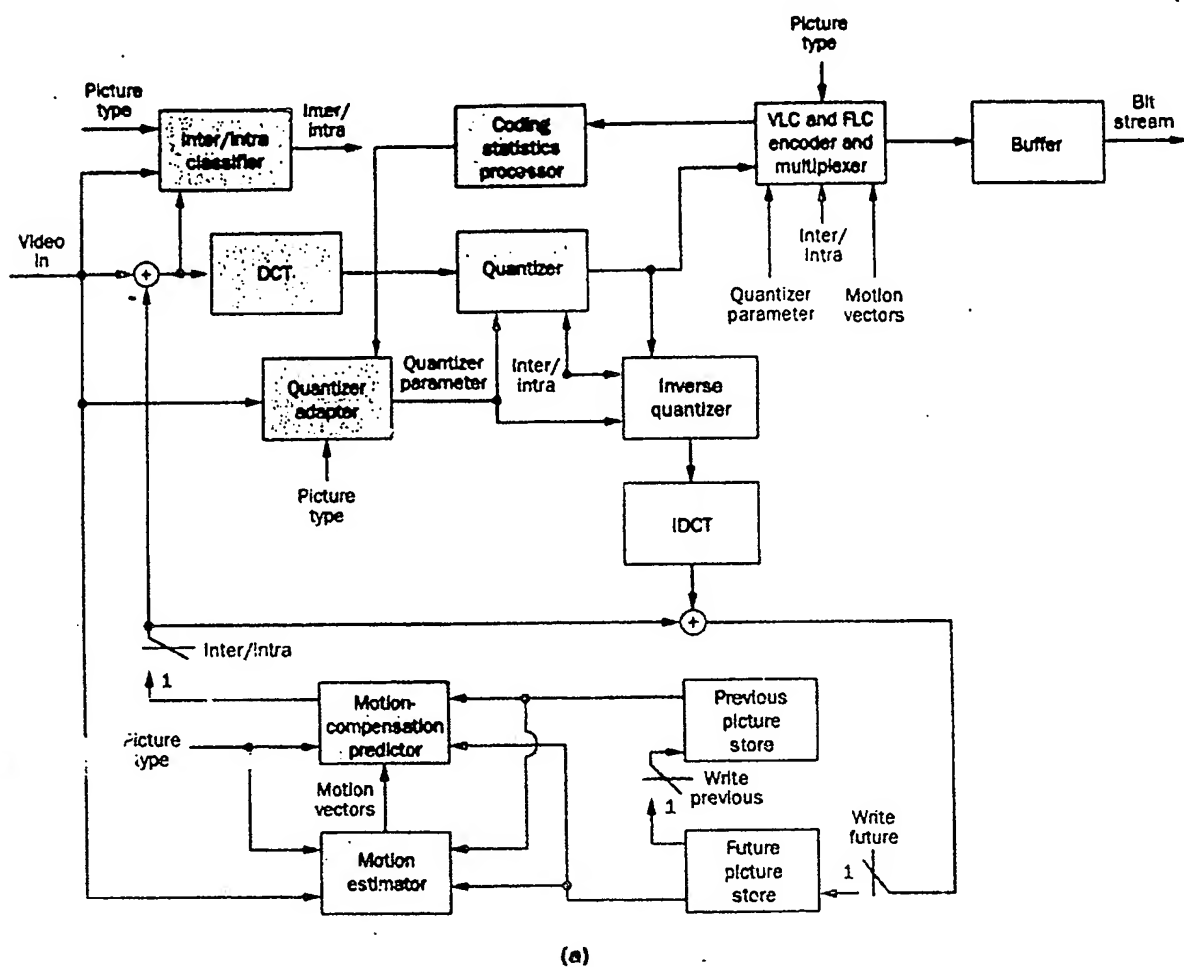 Picture
type
Picture
type
Inter/
intra
Inter/Intra
classifier
Coding
statistics
processor
VLC and FLC
encoder and
multiplexer
Buffer
Bit
stream
Video
in
+
DCT
Quantizer
Inter/
Intra
Quantizer
parameter
Motion
vectors
Quantizer
adapter
Quantizer
parameter
Inter/
intra
Inverse
quantizer
Picture
type
IDCT
+
Inter/Intra
1
Motion-
compensation
predictor
Previous
picture
store
Picture
type
Write
previous
1
Motion
vectors
Motion
estimator
Future
picture
store
Write
future
1
(a)